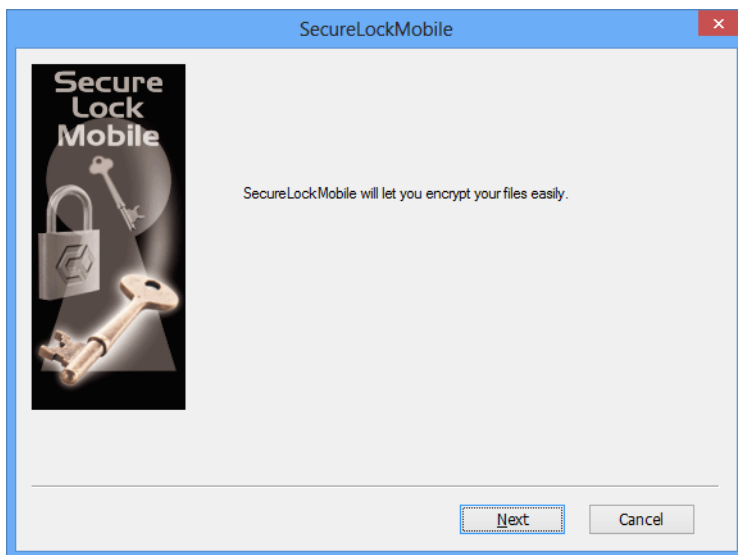 SecureLockMobile
×
Secure
Lock
Mobile
SecureLockMobile will let you encrypt your files easily.
Next
Cancel